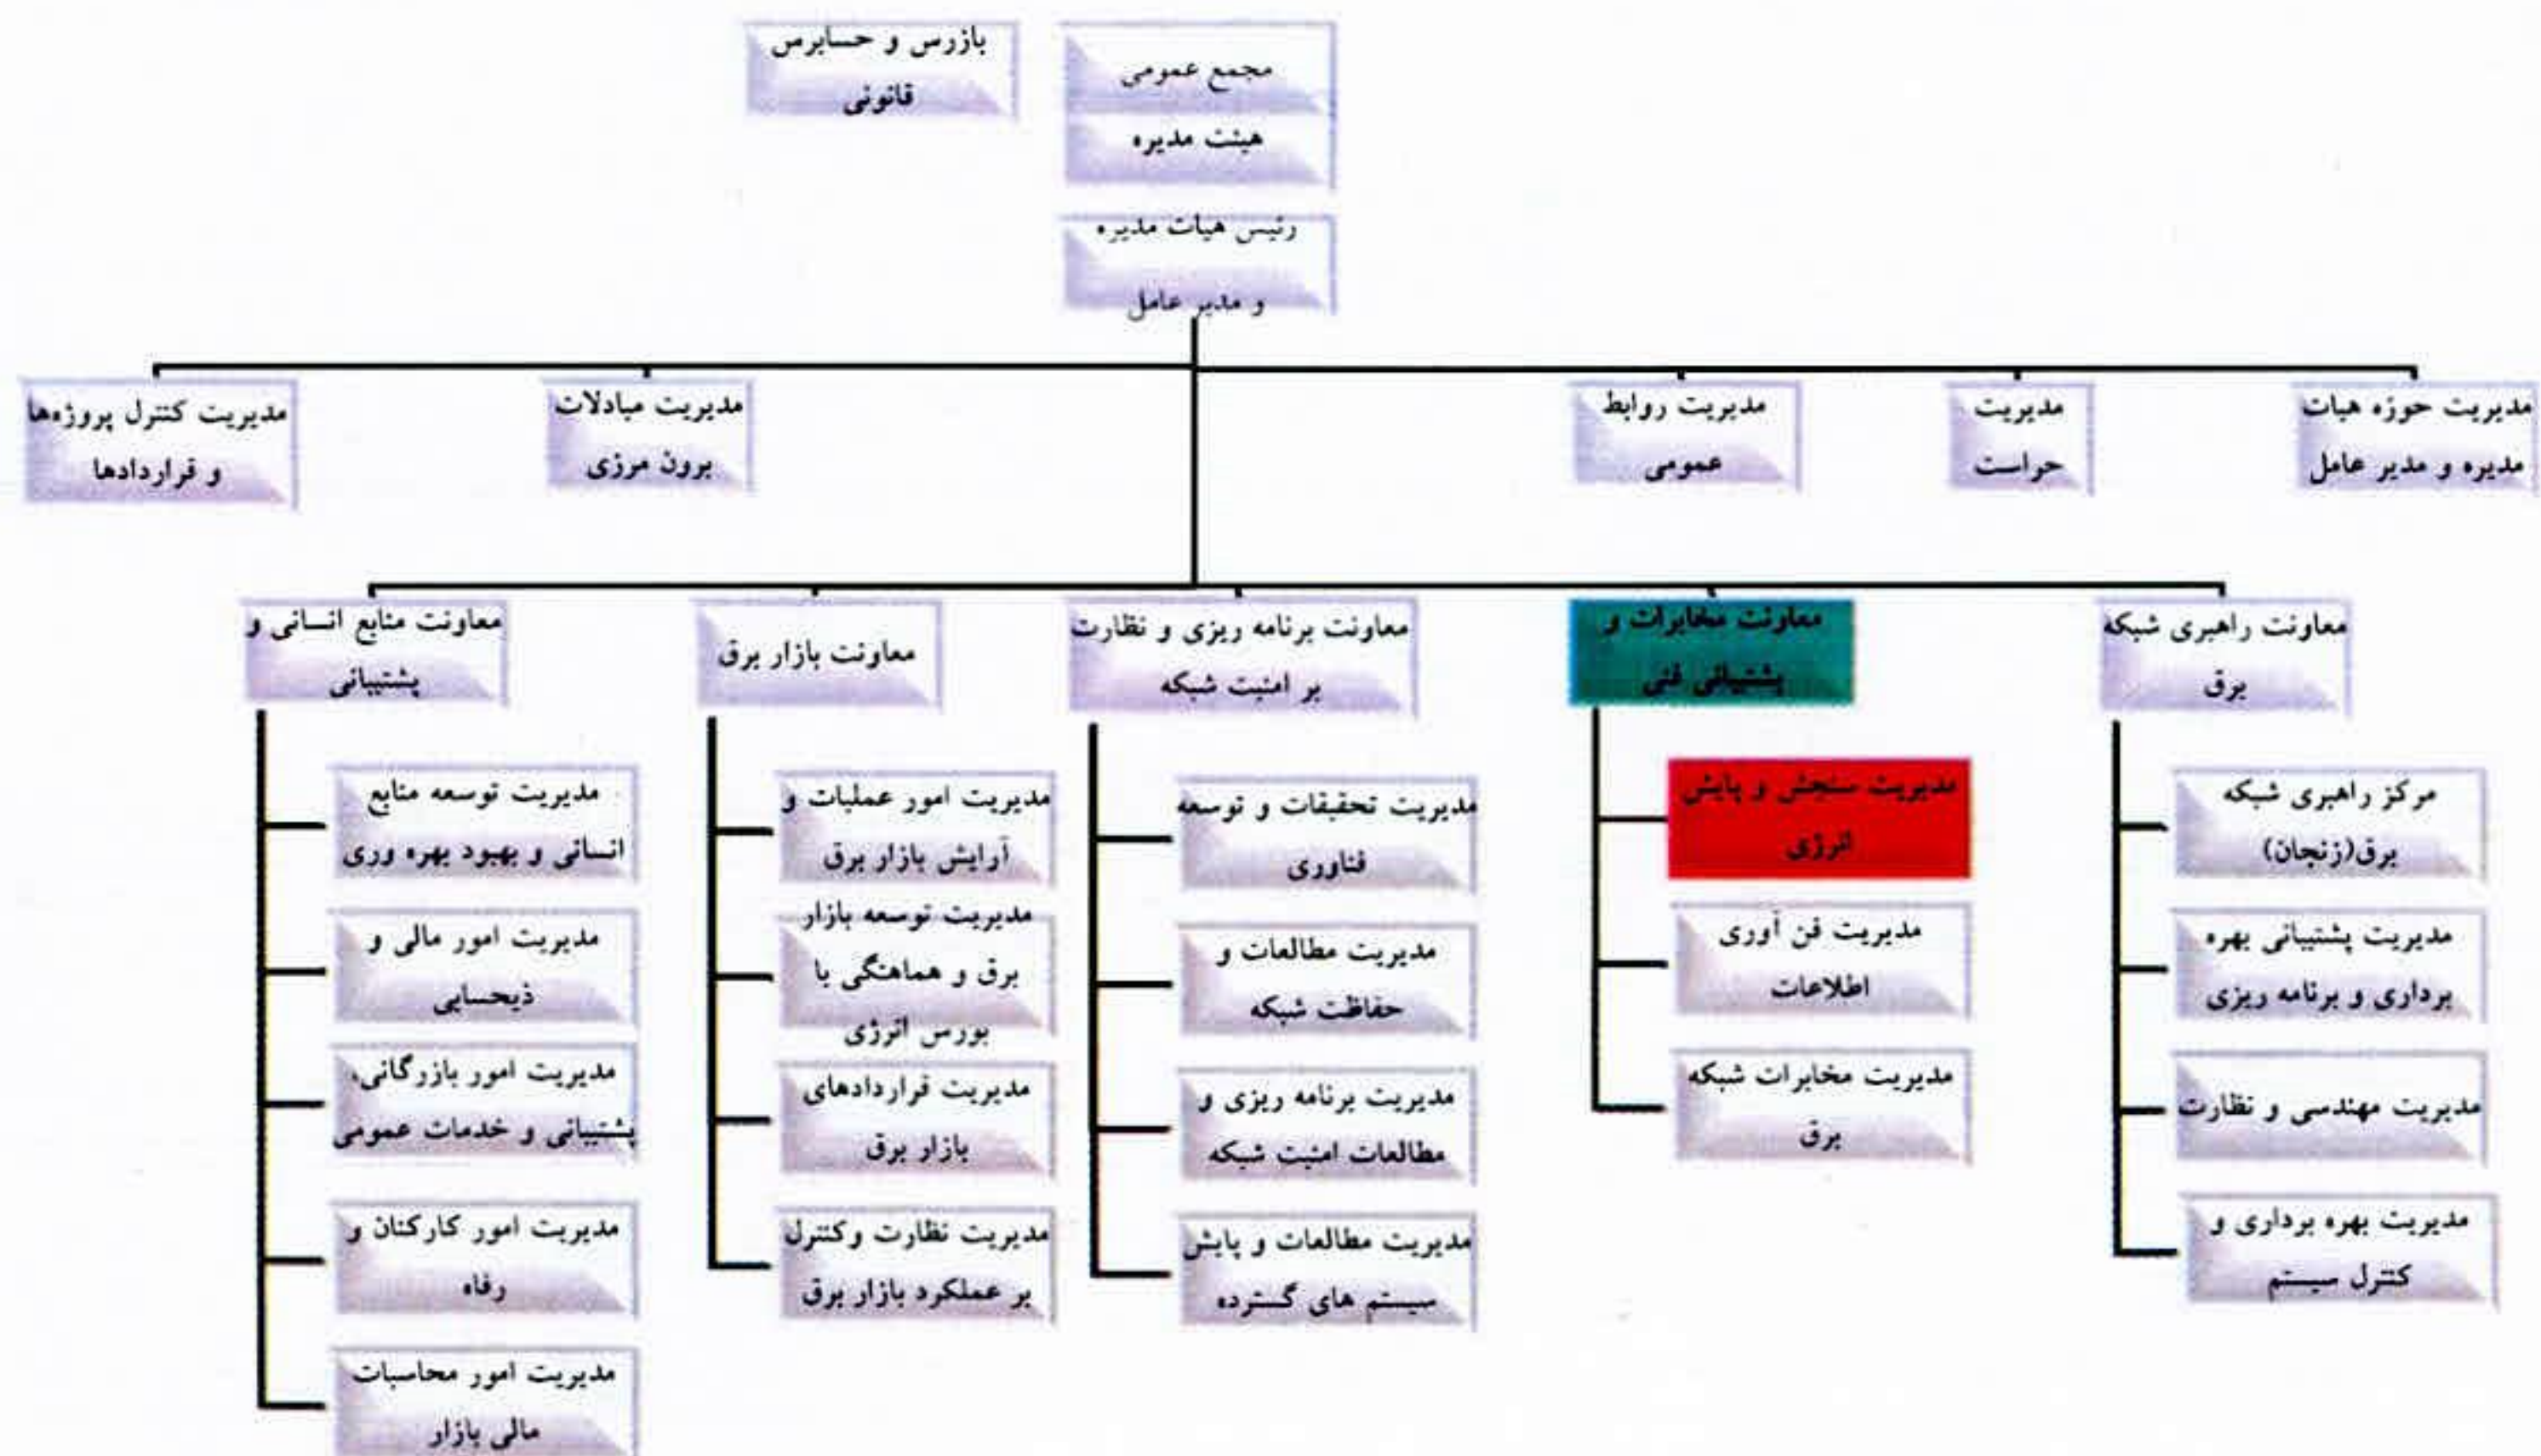 بازرس و حسابرس
قانونی
مجمع عمومی
هیئت مدیره
رئیس هیات مدیره
و مدیر عامل
مدیریت حوزه هیات
مدیره و مدیر عامل
مدیریت
حراست
مدیریت روابط
عمومی
مدیریت مبادلات
برون مرزی
مدیریت کنترل پروژه‌ها
و قراردادها
معاونت راهبری شبکه
برق
مرکز راهبری شبکه
برق(زنجان)
مدیریت پشتیبانی بهره
برداری و برنامه ریزی
مدیریت مهندسی و نظارت
مدیریت بهره برداری و
کنترل سیستم
معاونت مخابرات و
پشتیبانی فنی
مدیریت سنجش و پایش
انرژی
مدیریت فن آوری
اطلاعات
مدیریت مخابرات شبکه
برق
معاونت برنامه ریزی و نظارت
بر امنیت شبکه
مدیریت تحقیقات و توسعه
فناوری
مدیریت مطالعات و
حفاظت شبکه
مدیریت برنامه ریزی و
مطالعات امنیت شبکه
مدیریت مطالعات و پایش
سیستم های گسترده
معاونت بازار برق
مدیریت امور عملیات و
آرایش بازار برق
مدیریت توسعه بازار
برق و هماهنگی با
بورس انرژی
مدیریت قراردادهای
بازار برق
مدیریت نظارت وکنترل
بر عملکرد بازار برق
معاونت منابع انسانی و
پشتیبانی
مدیریت توسعه منابع
انسانی و بهبود بهره وری
مدیریت امور مالی و
ذیحسابی
مدیریت امور بازرگانی،
پشتیبانی و خدمات عمومی
مدیریت امور کارکنان و
رفاه
مدیریت امور محاسبات
مالی بازار